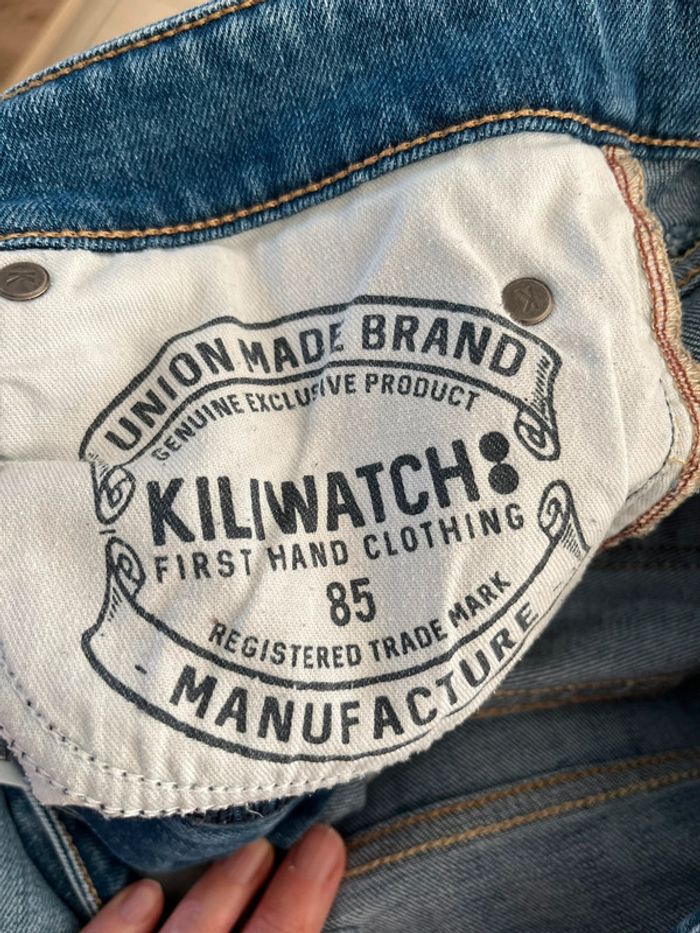 UNION MADE BRAND
GENUINE EXCLUSIVE PRODUCT
KILIWATCH
FIRST HAND CLOTHING
85
REGISTERED TRADE MARK
MANUFACTURE